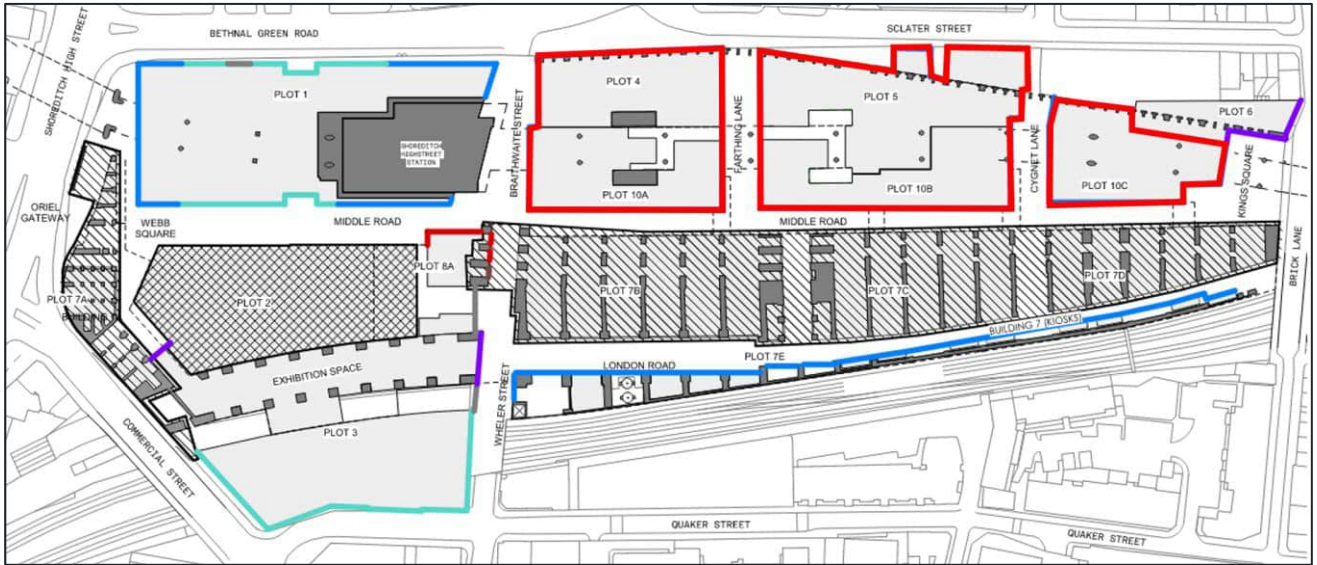 BETHNAL GREEN ROAD
SCLATER STREET
SHOREDITCH HIGH STREET
PLOT 1
PLOT 4
PLOT 5
PLOT 6
SHOREDITCH
HIGHSTREET
STATION
BRAITHWAITE STREET
FARTHING LANE
CYGNET LANE
KINGS SQUARE
PLOT 10A
PLOT 10B
PLOT 10C
ORIEL
GATEWAY
WEBB
SQUARE
MIDDLE ROAD
MIDDLE ROAD
BRICK LANE
PLOT 8A
PLOT 7A
PLOT 2
PLOT 7B
PLOT 7C
PLOT 7D
BUILDING 7 (KIOSKS)
PLOT 7E
LONDON ROAD
EXHIBITION SPACE
WHELER STREET
PLOT 3
COMMERCIAL STREET
QUAKER STREET
QUAKER STREET